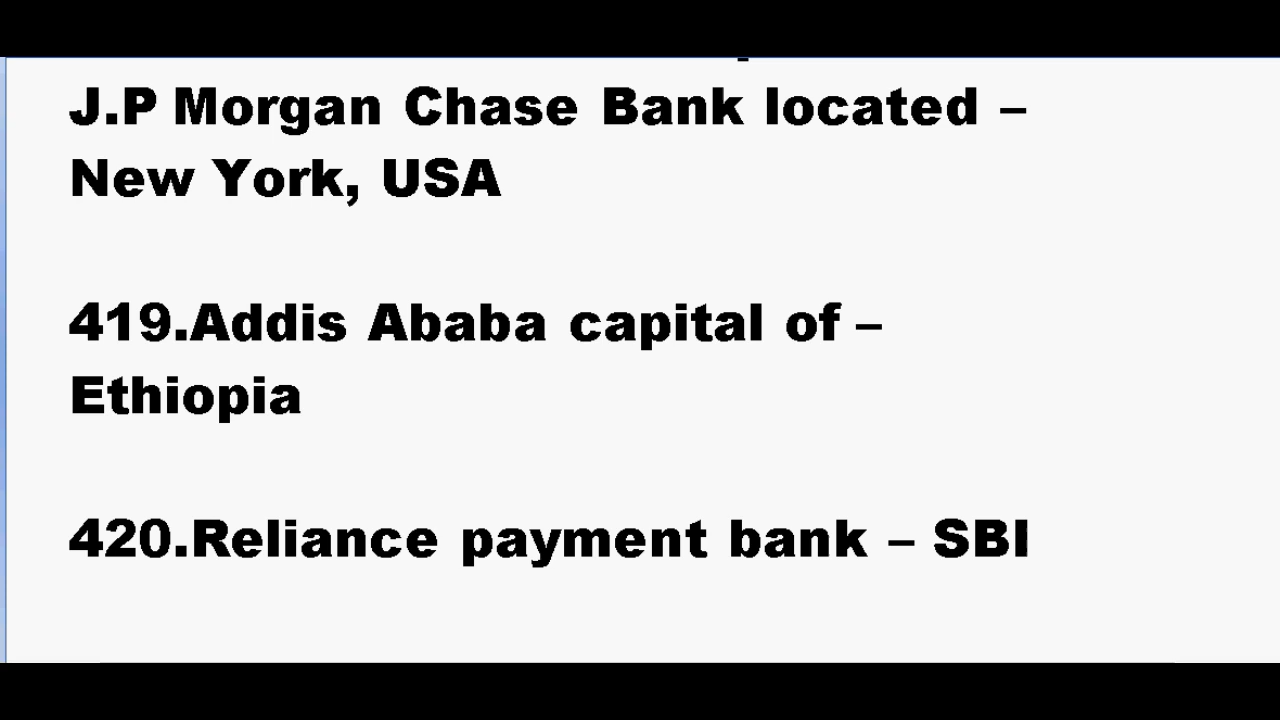 J.P Morgan Chase Bank located –
New York, USA
419.Addis Ababa capital of –
Ethiopia
420.Reliance payment bank – SBI